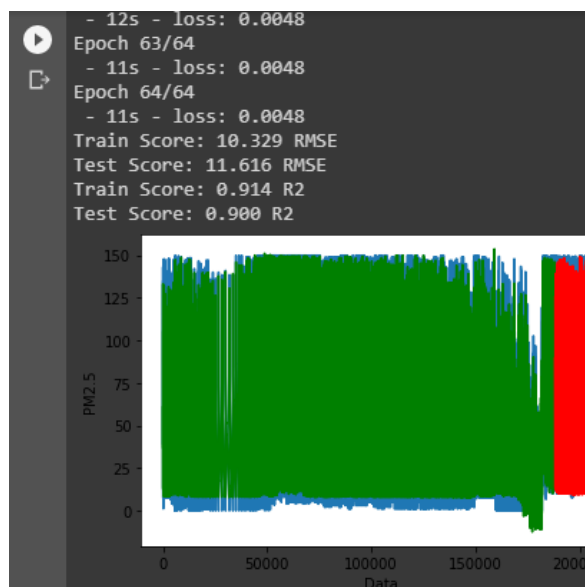 - 12s - loss: 0.0048
Epoch 63/64
- 11s - loss: 0.0048
Epoch 64/64
- 11s - loss: 0.0048
Train Score: 10.329 RMSE
Test Score: 11.616 RMSE
Train Score: 0.914 R2
Test Score: 0.900 R2
150
125
100
75
50
25
0
PM2.5
0
50000
100000
150000
Data